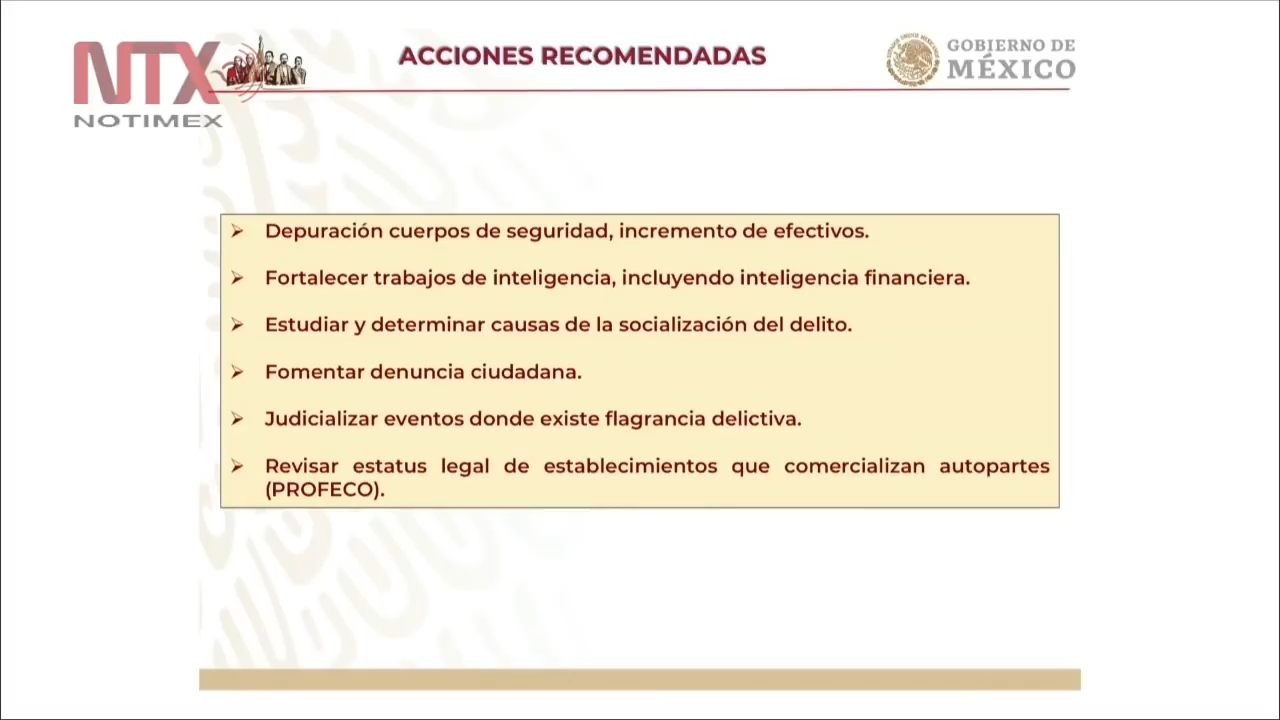 NTX
NOTIMEX
ACCIONES RECOMENDADAS
GOBIERNO DE
MÉXICO
Depuración cuerpos de seguridad, incremento de efectivos.
Fortalecer trabajos de inteligencia, incluyendo inteligencia financiera.
Estudiar y determinar causas de la socialización del delito.
Fomentar denuncia ciudadana.
Judicializar eventos donde existe flagrancia delictiva.
Revisar estatus legal de establecimientos que comercializan autopartes
(PROFECO).